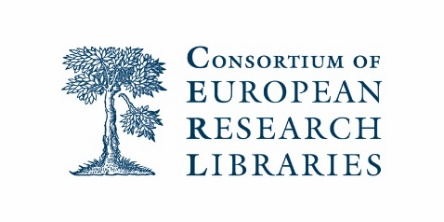 CONSORTIUM OF
EUROPEAN
RESEARCH
LIBRARIES